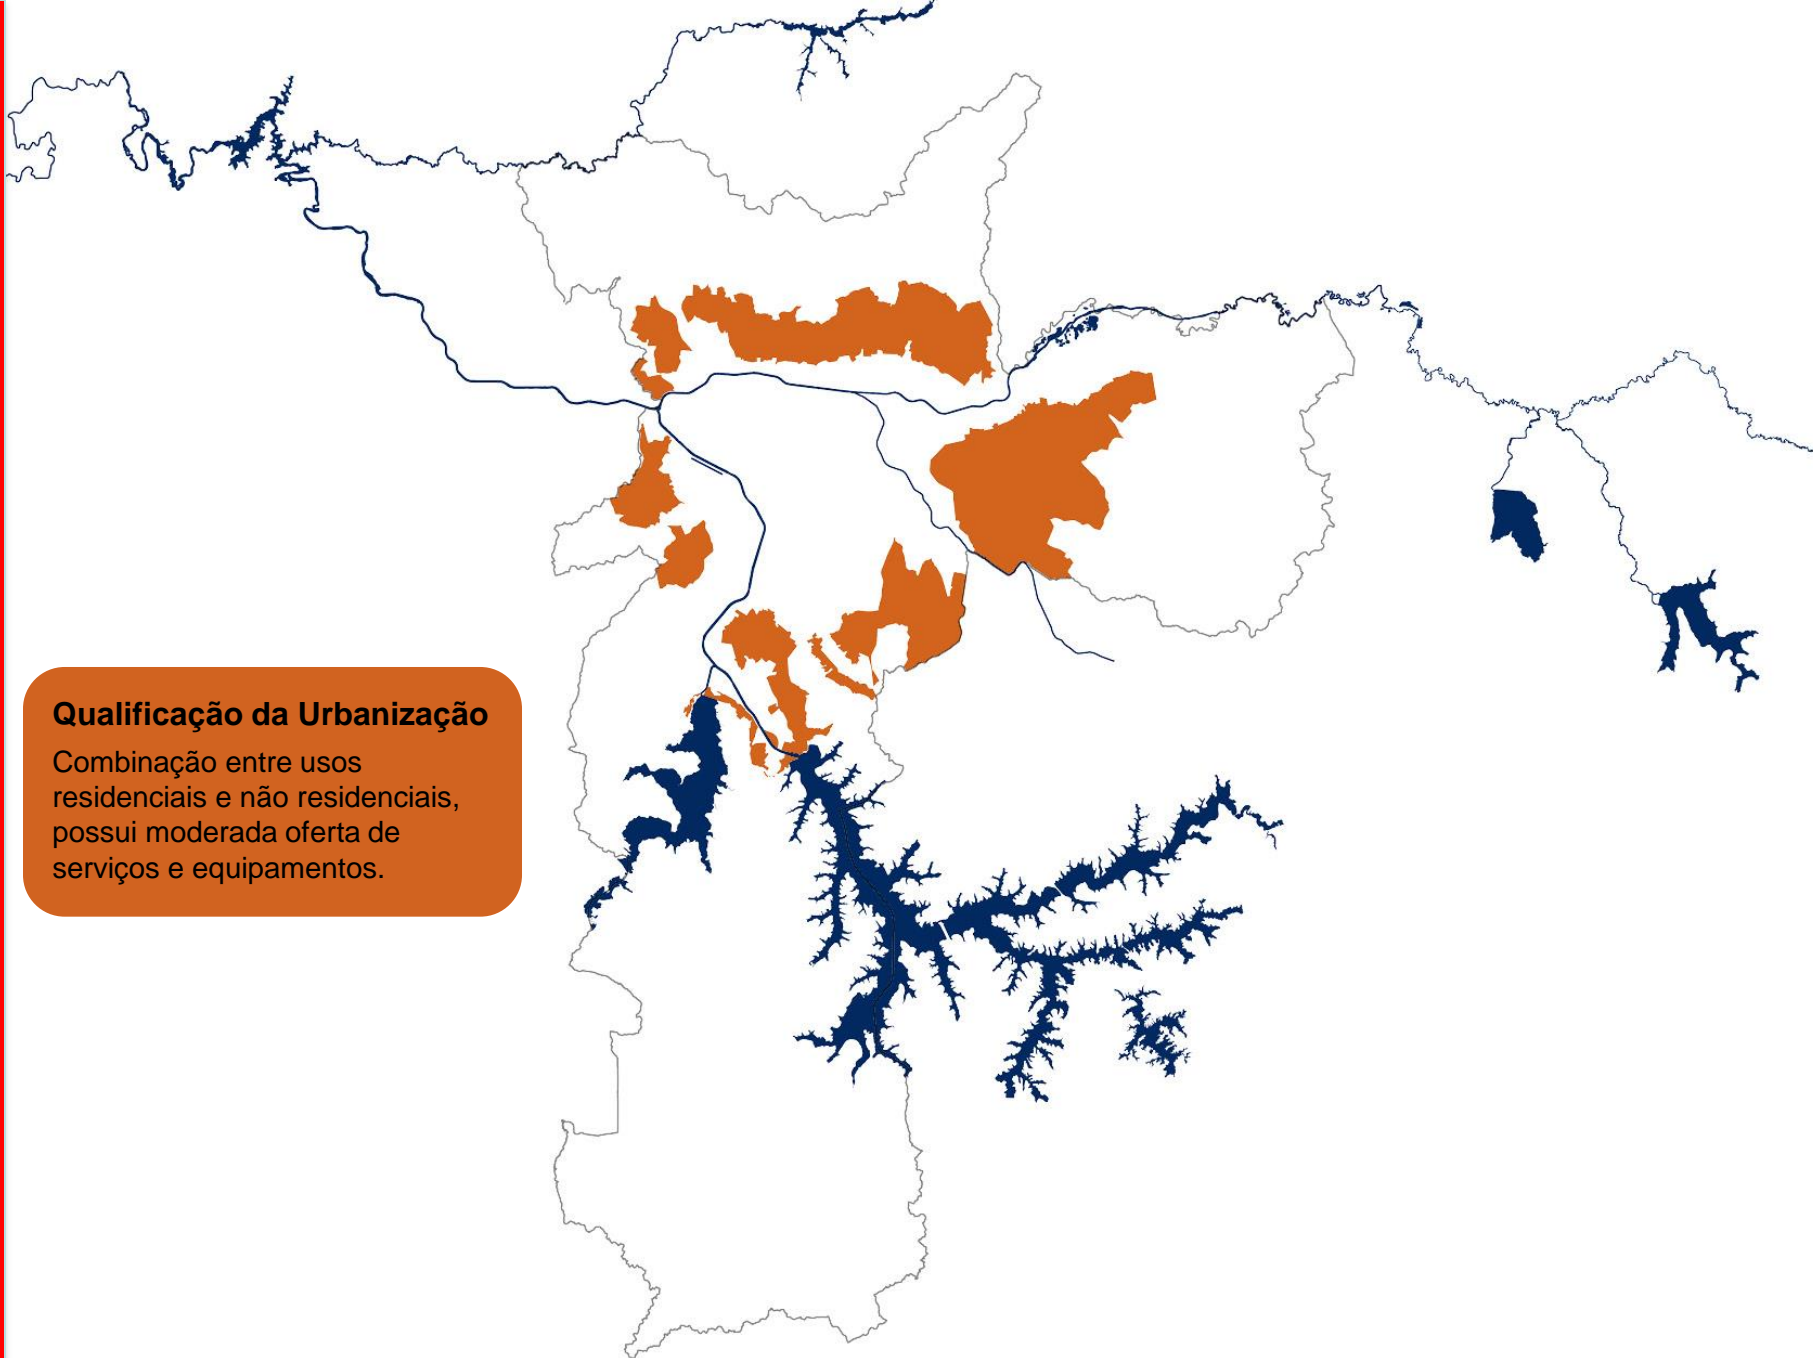 Qualificação da Urbanização
Combinação entre usos
residenciais e não residenciais,
possui moderada oferta de
serviços e equipamentos.